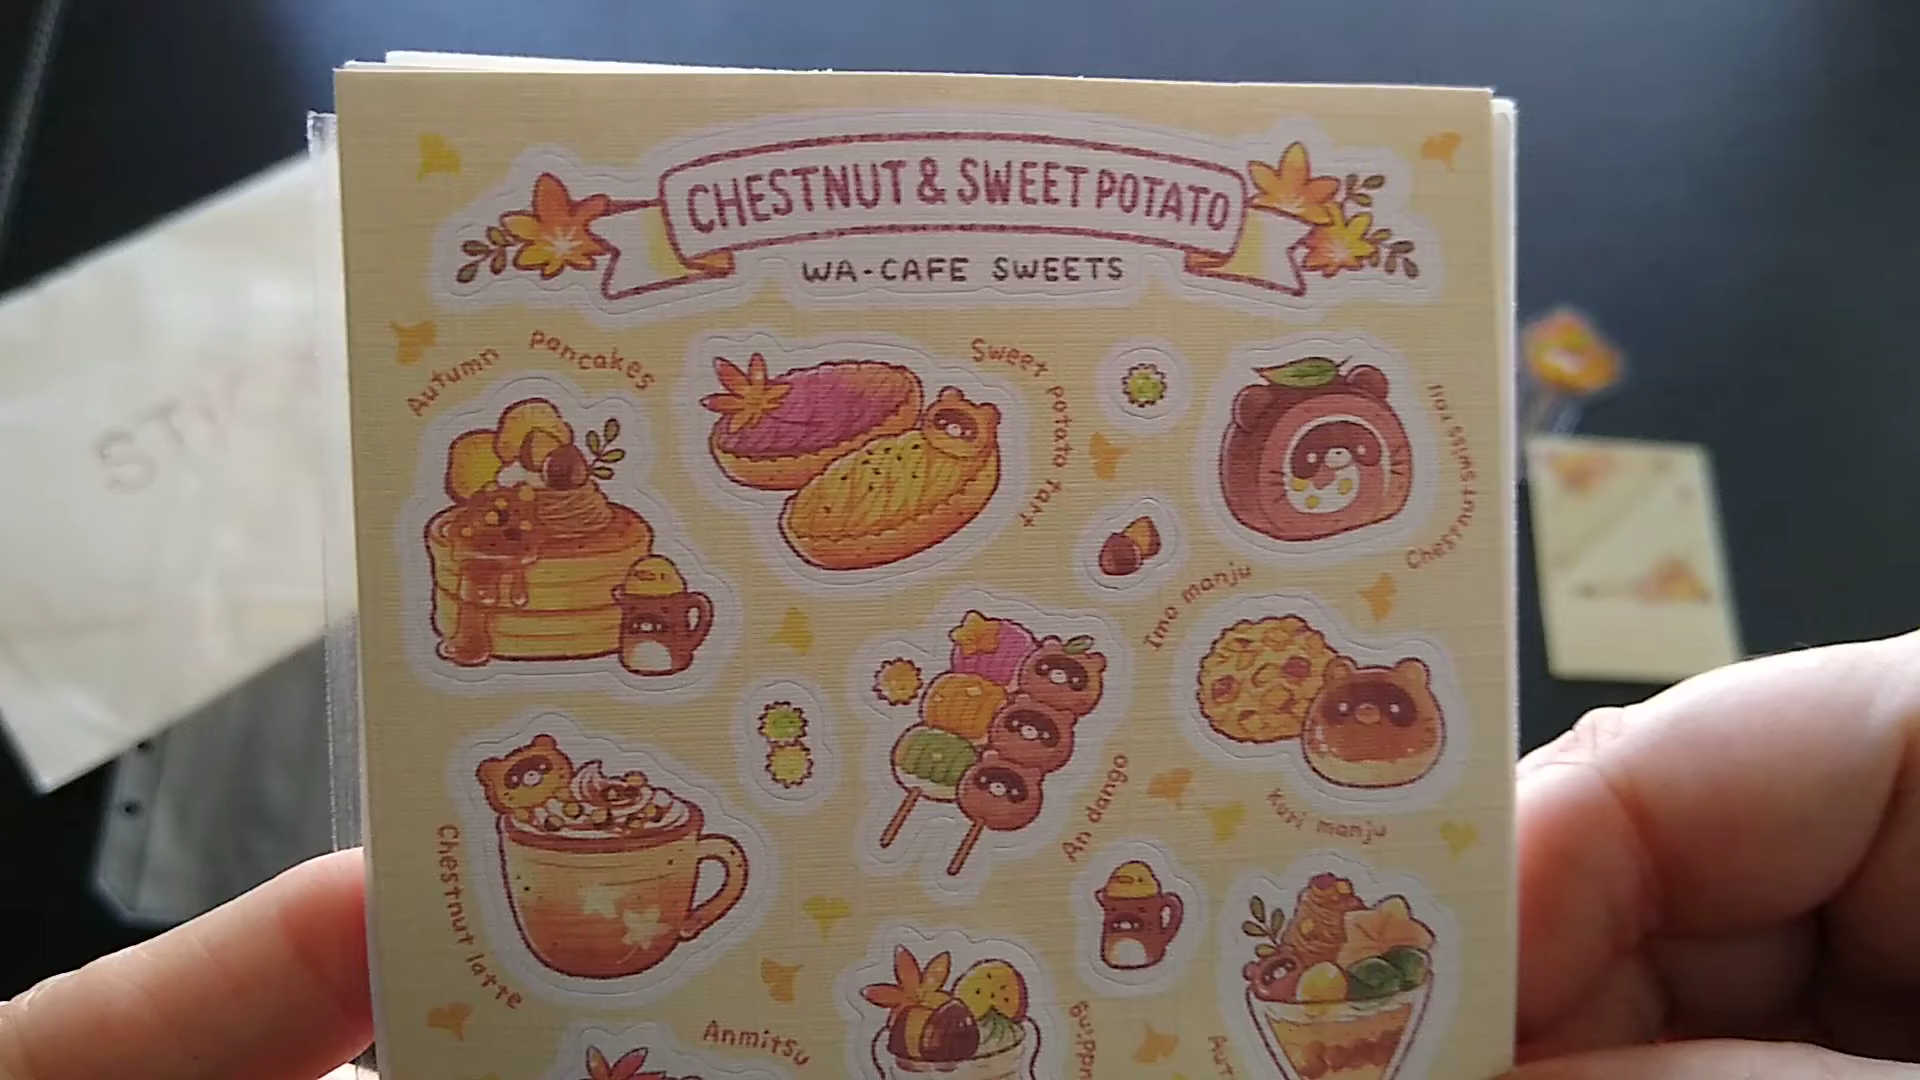 CHESTNUT & SWEET POTATO
WA-CAFE SWEETS
Autumn pancakes
Sweet potato tart
Chestnut swiss roll
Imo manju
An dango
Kuri manju
Chestnut latte
Anmitsu